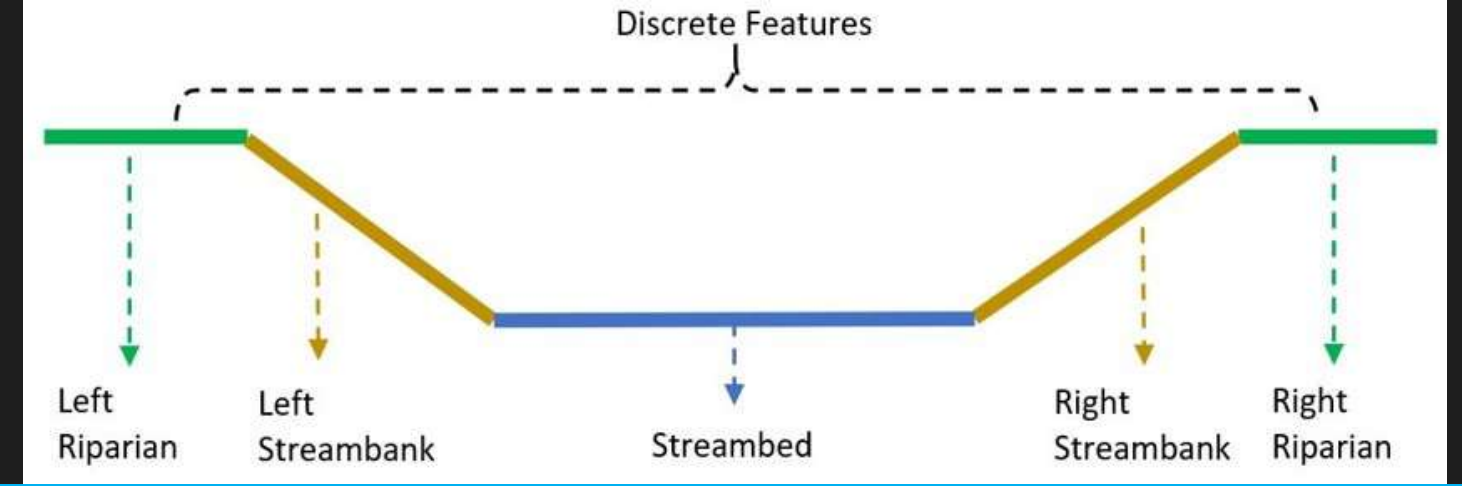 Discrete Features
Left
Riparian
Left
Streambank
Streambed
Right
Streambank
Right
Riparian